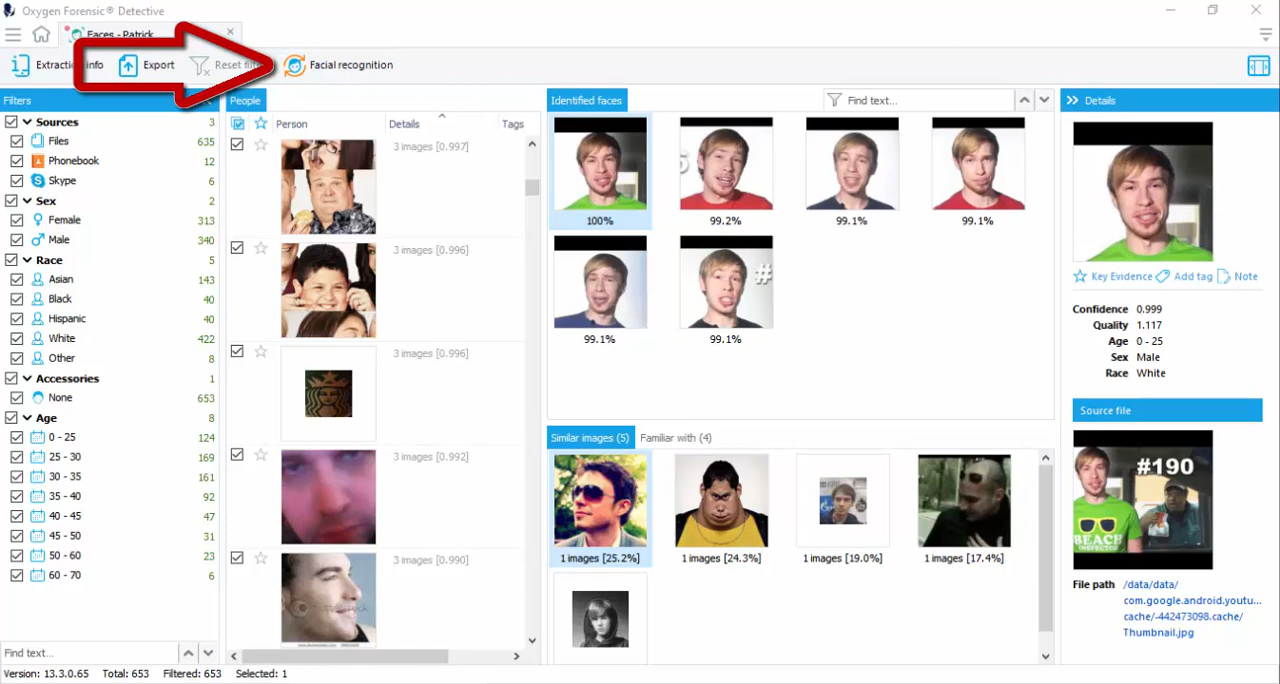 Oxygen Forensic® Detective
Faces - Patrick
Extraction info
Export
Reset filt
Facial recognition
Filters
People
Identified faces
Find text...
Details
Sources 3
Files 635
Phonebook 12
Skype 6
Sex 2
Female 313
Male 340
Race 5
Asian 143
Black 40
Hispanic 40
White 422
Other 8
Accessories 1
None 653
Age 8
0 - 25 124
25 - 30 169
30 - 35 161
35 - 40 92
40 - 45 47
45 - 50 31
50 - 60 23
60 - 70 6
Find text...
Person Details Tags
3 images [0.997]
3 images [0.996]
3 images [0.996]
3 images [0.992]
3 images [0.990]
100% 99.2% 99.1% 99.1%
#
99.1% 99.1%
Similar images (5) Familiar with (4)
1 images [25.2%] 1 images [24.3%] 1 images [19.0%] 1 images [17.4%]
Key Evidence Add tag Note
Confidence 0.999
Quality 1.117
Age 0 - 25
Sex Male
Race White
Source file
#190
BEACH
INSPECTOR
File path /data/data/
com.google.android.youtu...
cache/-442473098.cache/
Thumbnail.jpg
Version: 13.3.0.65 Total: 653 Filtered: 653 Selected: 1